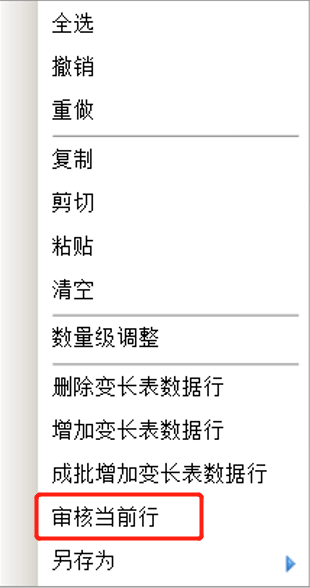 全选
撤销
重做
复制
剪切
粘贴
清空
数量级调整
删除变长表数据行
增加变长表数据行
成批增加变长表数据行
审核当前行
另存为